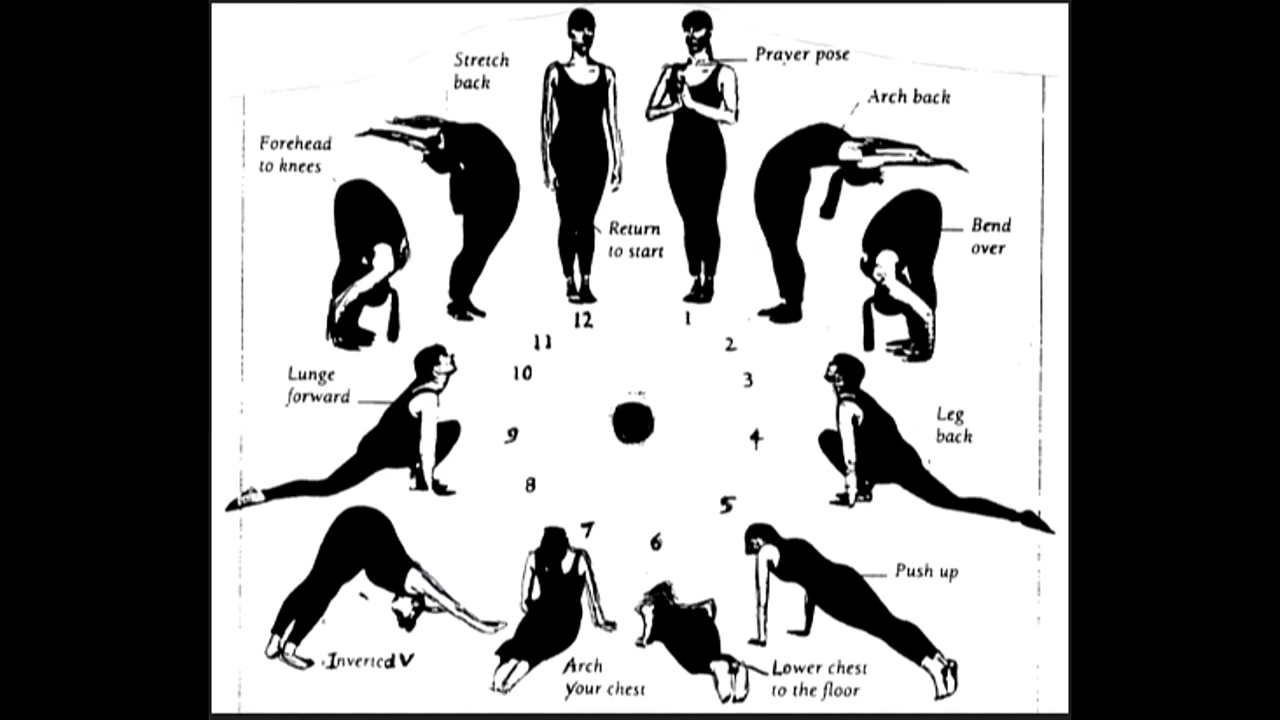 Stretch
back
Prayer pose
Arch back
Forehead
to knees
Bend
over
Return
to start
12
1
11
2
10
3
Lunge
forward
Leg
back
9
4
8
5
7
6
Push up
Inverted V
Arch
your chest
Lower chest
to the floor